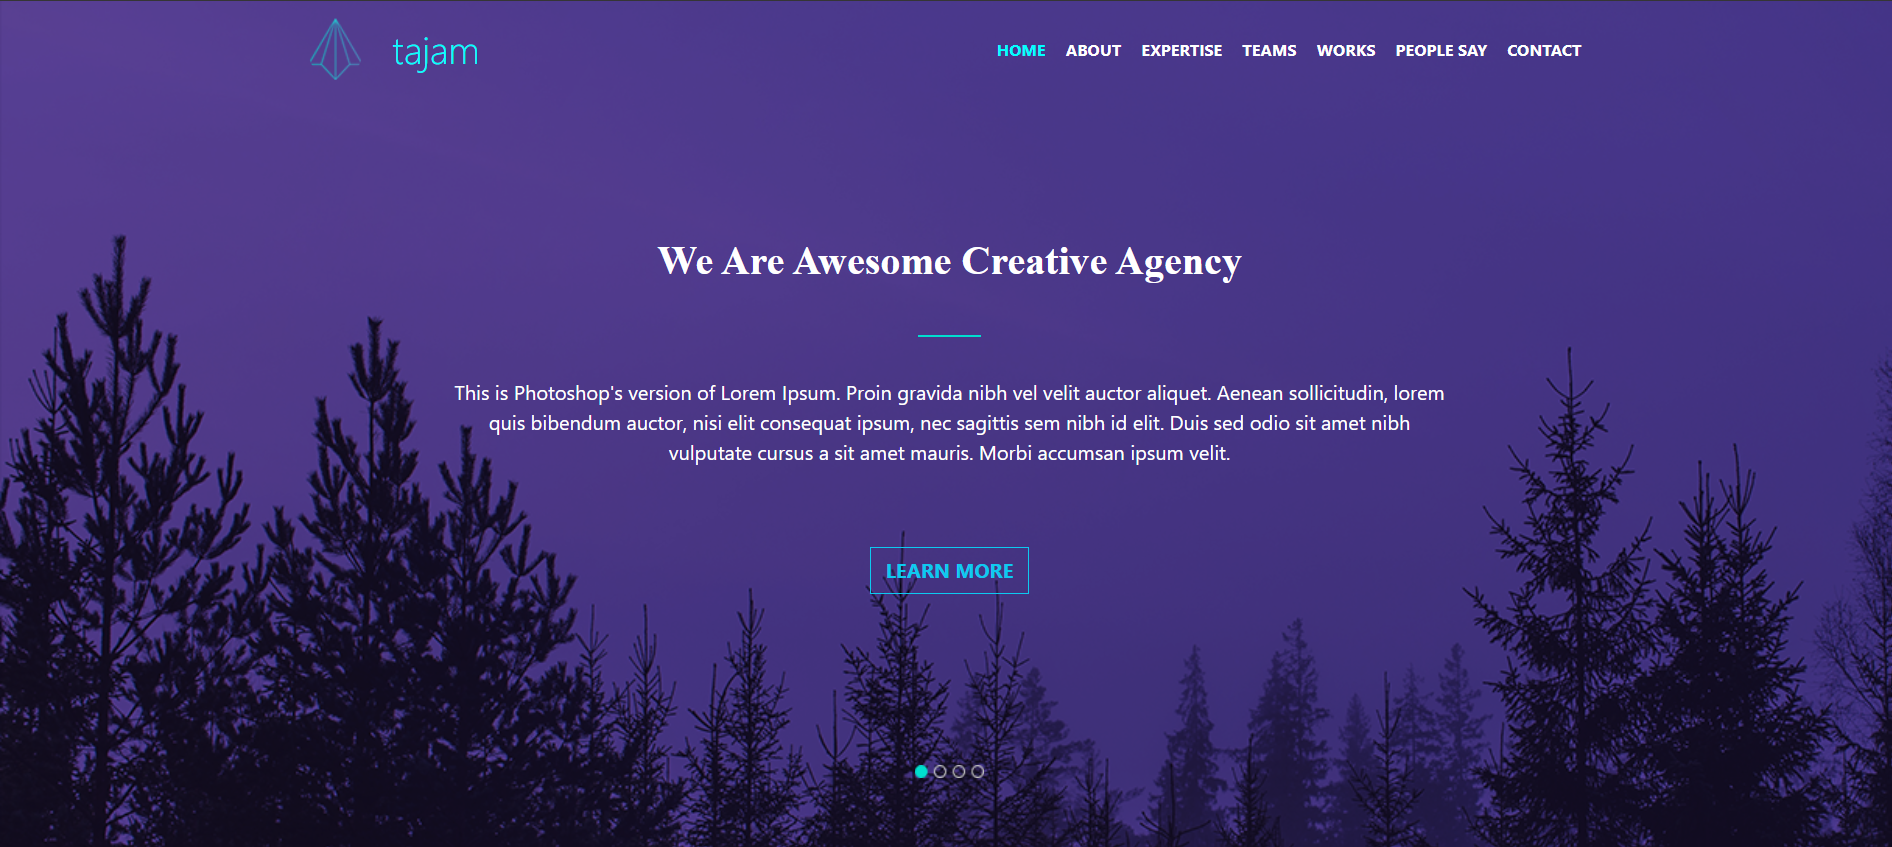 tajam
HOME ABOUT EXPERTISE TEAMS WORKS PEOPLE SAY CONTACT
We Are Awesome Creative Agency
This is Photoshop's version of Lorem Ipsum. Proin gravida nibh vel velit auctor aliquet. Aenean sollicitudin, lorem
quis bibendum auctor, nisi elit consequat ipsum, nec sagittis sem nibh id elit. Duis sed odio sit amet nibh
vulputate cursus a sit amet mauris. Morbi accumsan ipsum velit.
LEARN MORE